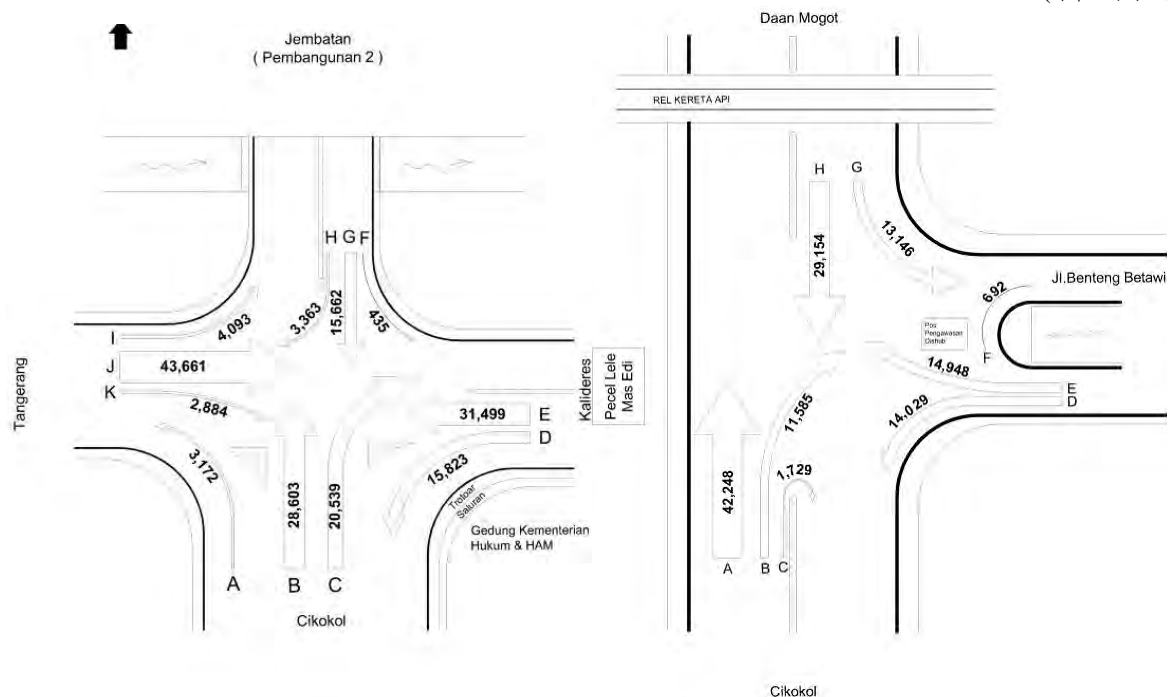 Jembatan
( Pembangunan 2 )
H G F
3,363
15,662
435
I
4,093
J
43,661
K
2,884
Tangerang
3,172
31,499
E
D
15,823
Kalideres
Pecel Lele
Mas Edi
Trotoar
Saluran
28,603
20,539
Gedung Kementerian
Hukum & HAM
A
B
C
Cikokol
Daan Mogot
REL KERETA API
H
G
29,154
13,146
Jl.Benteng Betawi
692
Pos
Pengawasan
Dishub
F
14,948
E
D
14,029
11,585
1,729
42,248
A
B
C
Cikokol